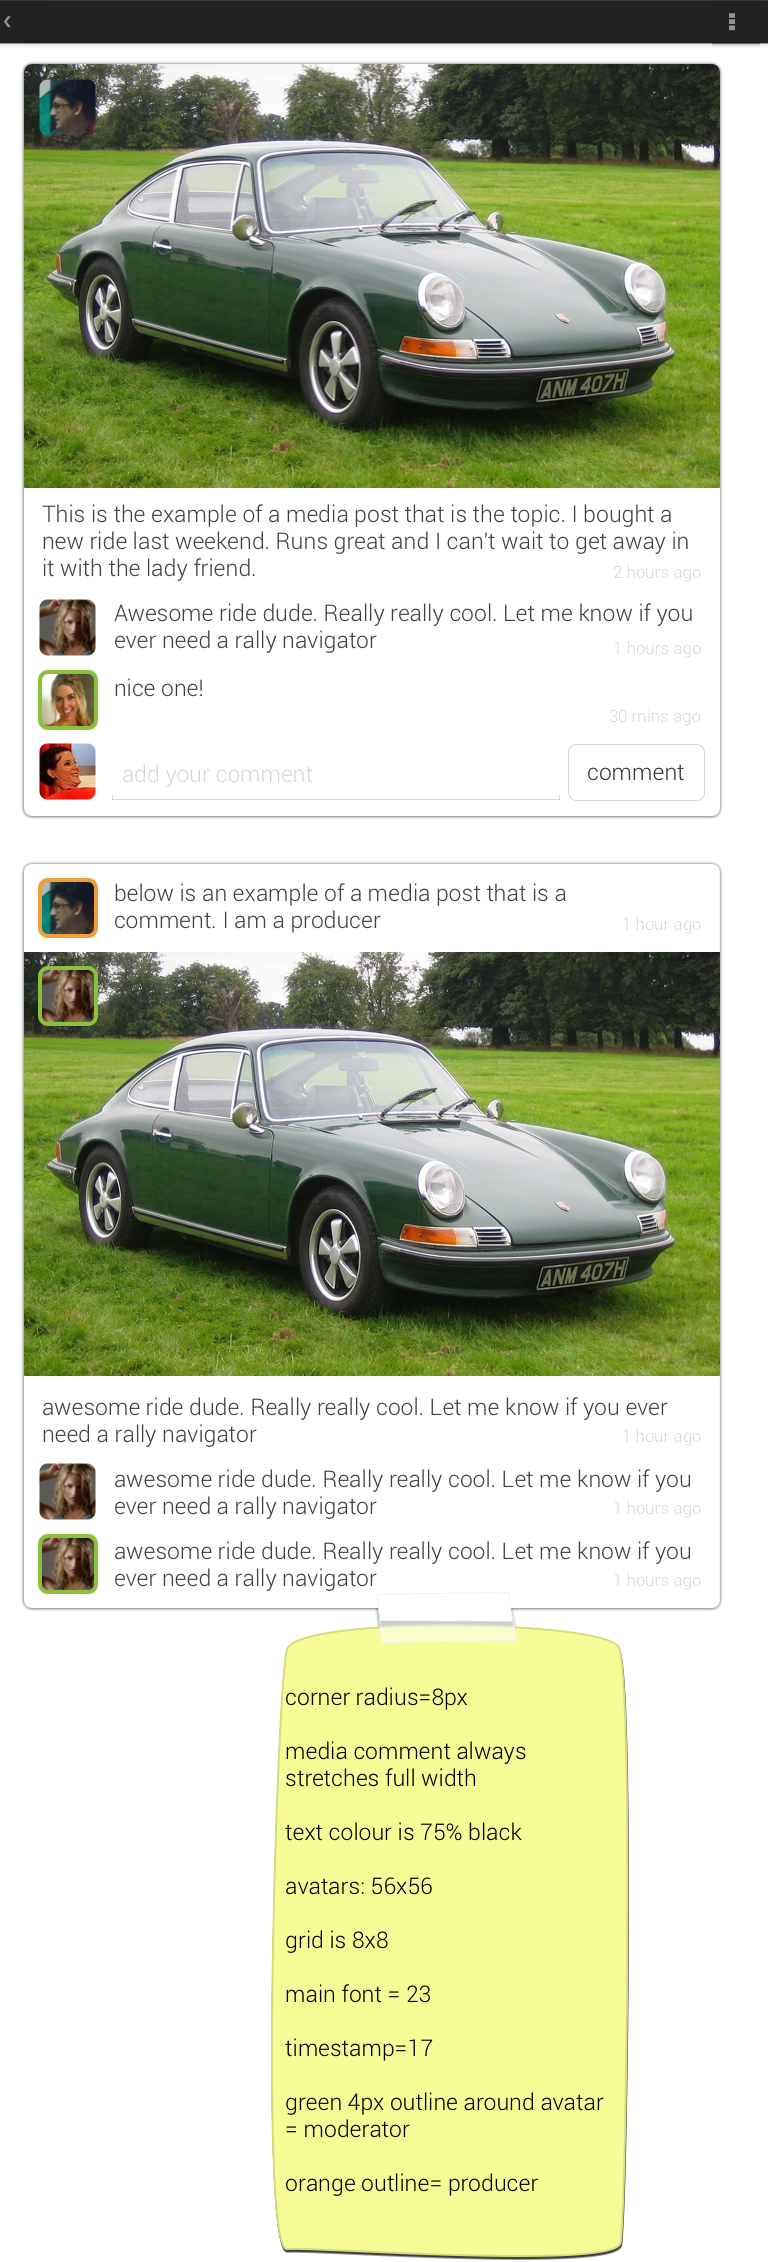 ANM 407H
This is the example of a media post that is the topic. I bought a
new ride last weekend. Runs great and I can't wait to get away in
it with the lady friend.
2 hours ago
Awesome ride dude. Really really cool. Let me know if you
ever need a rally navigator
1 hours ago
nice one!
30 mins ago
add your comment
comment
below is an example of a media post that is a
comment. I am a producer
1 hour ago
ANM 407H
awesome ride dude. Really really cool. Let me know if you ever
need a rally navigator
1 hour ago
awesome ride dude. Really really cool. Let me know if you
ever need a rally navigator
1 hours ago
awesome ride dude. Really really cool. Let me know if you
ever need a rally navigator
1 hours ago
corner radius=8px
media comment always
stretches full width
text colour is 75% black
avatars: 56x56
grid is 8x8
main font = 23
timestamp=17
green 4px outline around avatar
= moderator
orange outline= producer